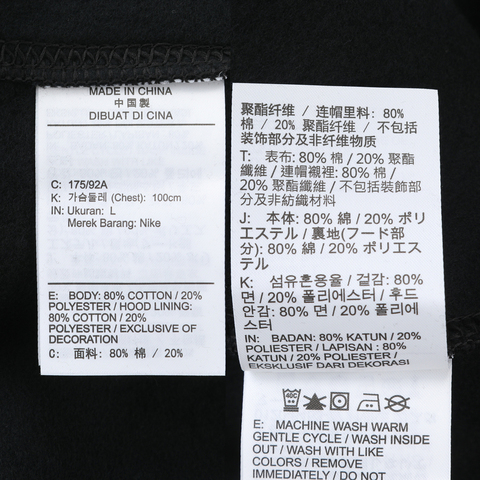 MADE IN CHINA
中国製
DIBUAT DI CINA
C: 175/92A
K: 가슴둘레 (Chest): 100cm
IN: Ukuran: L
Merek Barang: Nike
E: BODY: 80% COTTON / 20%
POLYESTER / HOOD LINING:
80% COTTON / 20%
POLYESTER / EXCLUSIVE OF
DECORATION
C: 面料: 80% 棉 / 20%
聚酯纤维 / 连帽里料: 80%
棉 / 20% 聚酯纤维 / 不包括
装饰部分及非纤维物质
T: 表布: 80% 棉 / 20% 聚酯
纖維 / 連帽襯裡: 80% 棉 /
20% 聚酯纖維 / 不包括裝飾部
分及非紡織材料
J: 本体: 80% 綿 / 20% ポリ
エステル / 裏地(フード部
分): 80% 綿 / 20% ポリエス
テル
K: 섬유혼용율 / 겉감: 80%
면 / 20% 폴리에스터 / 후드
안감: 80% 면 / 20% 폴리에
스터
IN: BADAN: 80% KATUN / 20%
POLIESTER / LAPISAN : 80%
KATUN / 20% POLIESTER /
EKSKLUSIF DARI DEKORASI
40C
E: MACHINE WASH WARM
GENTLE CYCLE / WASH INSIDE
OUT / WASH WITH LIKE
COLORS / REMOVE
IMMEDIATELY / DO NOT